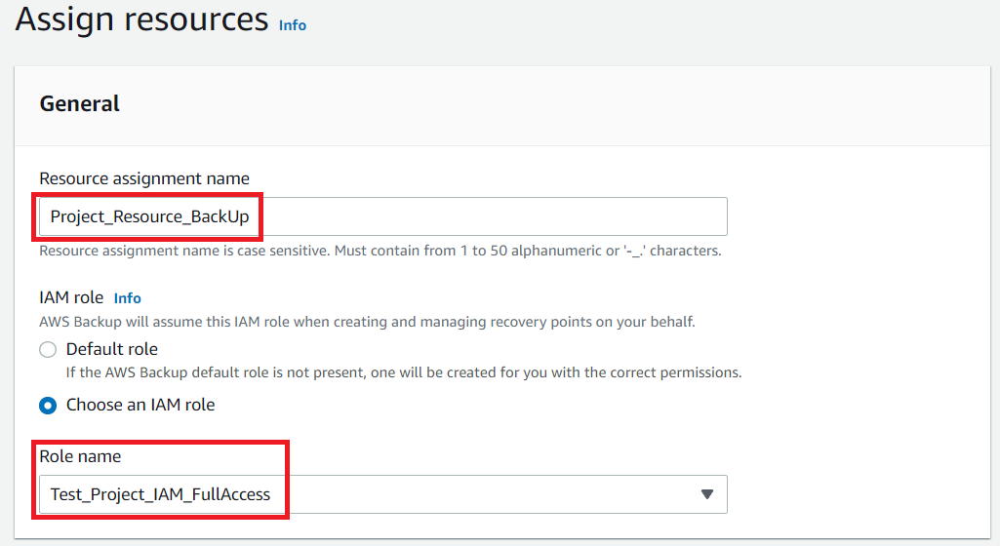 Assign resources Info
General
Resource assignment name
Project_Resource_BackUp
Resource assignment name is case sensitive. Must contain from 1 to 50 alphanumeric or '-_.' characters.
IAM role Info
AWS Backup will assume this IAM role when creating and managing recovery points on your behalf.
Default role
If the AWS Backup default role is not present, one will be created for you with the correct permissions.
Choose an IAM role
Role name
Test_Project_IAM_FullAccess